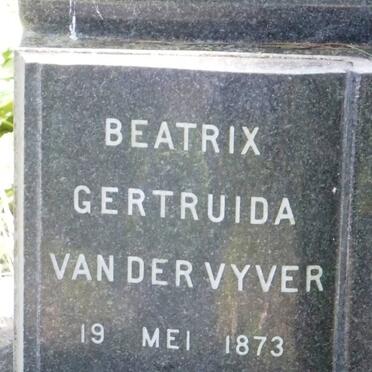 BEATRIX
GERTRUIDA
VAN DER VYVER
19 MEI 1873